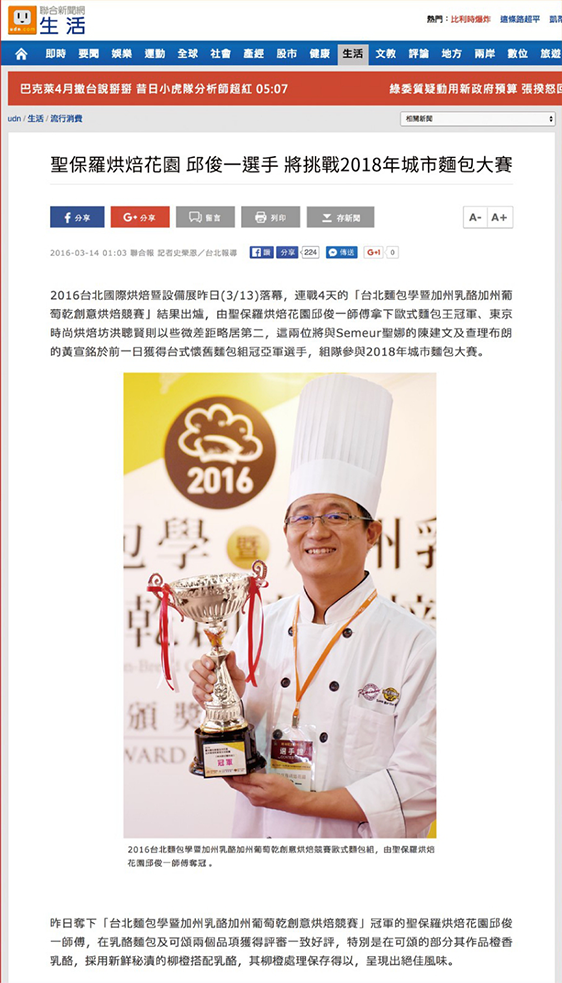 聯合新聞網
udn.com
生活
熱門：比利時爆炸 這條路超平 凱蒂
即時 要聞 娛樂 運動 全球 社會 產經 股市 健康 生活 文教 評論 地方 兩岸 數位 旅遊
巴克萊4月撤台說掰掰 昔日小虎隊分析師超紅 05:07
綠委質疑動用新政府預算 張揆怒回
udn / 生活 / 流行消費
相關新聞
聖保羅烘焙花園 邱俊一選手 將挑戰2018年城市麵包大賽
分享
G+ 分享
留言
列印
存新聞
A- A+
2016-03-14 01:03 聯合報 記者史榮恩／台北報導
讚 分享 224 傳送 G+1 0
2016台北國際烘焙暨設備展昨日(3/13)落幕，連戰4天的「台北麵包學暨加州乳酪加州葡
萄乾創意烘焙競賽」結果出爐，由聖保羅烘焙花園邱俊一師傅拿下歐式麵包王冠軍、東京
時尚烘焙坊洪聰賢則以些微差距略居第二，這兩位將與Semeur聖娜的陳建文及查理布朗
的黃宣銘於前一日獲得台式懷舊麵包組冠亞軍選手，組隊參與2018年城市麵包大賽。
2016
包學 暨 加州乳
乾創
頒獎
AWARD
冠軍
選手證
2016台北麵包學暨加州乳酪加州葡萄乾創意烘焙競賽歐式麵包組，由聖保羅烘焙
花園邱俊一師傅奪冠 。
昨日奪下「台北麵包學暨加州乳酪加州葡萄乾創意烘焙競賽」冠軍的聖保羅烘焙花園邱俊
一師傅，在乳酪麵包及可頌兩個品項獲得評審一致好評，特別是在可頌的部分其作品橙香
乳酪，採用新鮮秘漬的柳橙搭配乳酪，其柳橙處理保存得以，呈現出絕佳風味。